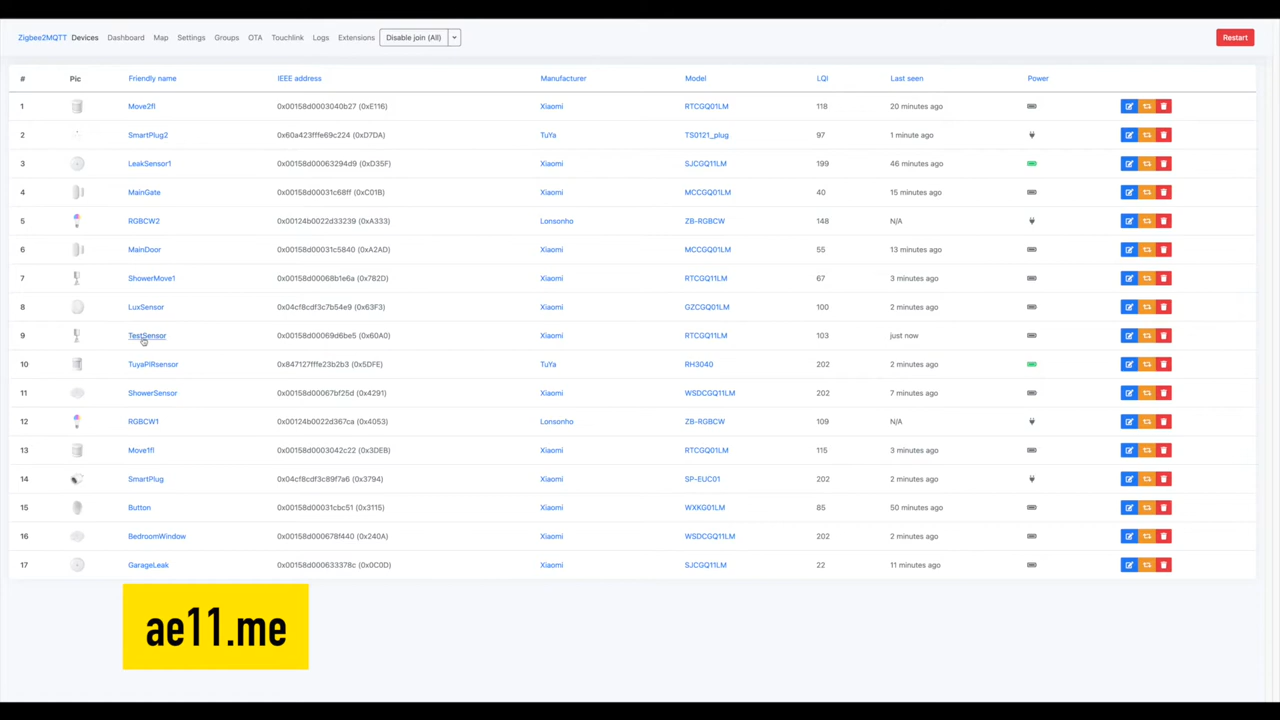 Zigbee2MQTT Devices Dashboard Map Settings Groups OTA Touchlink Logs Extensions Disable join (All) Restart
# Pic Friendly name IEEE address Manufacturer Model LQI Last seen Power
1 Move2fl 0x00158d0003040b27 (0xE116) Xiaomi RTCGQ01LM 118 20 minutes ago
2 SmartPlug2 0x60a423fffe69c224 (0xD7DA) TuYa TS0121_plug 97 1 minute ago
3 LeakSensor1 0x00158d00063294d9 (0xD35F) Xiaomi SJCGQ11LM 199 46 minutes ago
4 MainGate 0x00158d00031c68ff (0xC01B) Xiaomi MCCGQ01LM 40 15 minutes ago
5 RGBCW2 0x00124b0022d33239 (0xA333) Lonsonho ZB-RGBCW 148 N/A
6 MainDoor 0x00158d00031c5840 (0xA2AD) Xiaomi MCCGQ01LM 55 13 minutes ago
7 ShowerMove1 0x00158d00068b1e6a (0x782D) Xiaomi RTCGQ11LM 67 3 minutes ago
8 LuxSensor 0x04cf8cdf3c7b54e9 (0x63F3) Xiaomi GZCGQ01LM 100 2 minutes ago
9 TestSensor 0x00158d00069d6be5 (0x60A0) Xiaomi RTCGQ11LM 103 just now
10 TuyaPIRsensor 0x847127fffe23b2b3 (0x5DFE) TuYa RH3040 202 2 minutes ago
11 ShowerSensor 0x00158d00067bf25d (0x4291) Xiaomi WSDCGQ11LM 202 7 minutes ago
12 RGBCW1 0x00124b0022d367ca (0x4053) Lonsonho ZB-RGBCW 109 N/A
13 Move1fl 0x00158d0003042c22 (0x3DEB) Xiaomi RTCGQ01LM 115 3 minutes ago
14 SmartPlug 0x04cf8cdf3c89f7a6 (0x3794) Xiaomi SP-EUC01 202 2 minutes ago
15 Button 0x00158d00031cbc51 (0x3115) Xiaomi WXKG01LM 85 50 minutes ago
16 BedroomWindow 0x00158d000678f440 (0x240A) Xiaomi WSDCGQ11LM 202 2 minutes ago
17 GarageLeak 0x00158d000633378c (0x0C0D) Xiaomi SJCGQ11LM 22 11 minutes ago
ae11.me